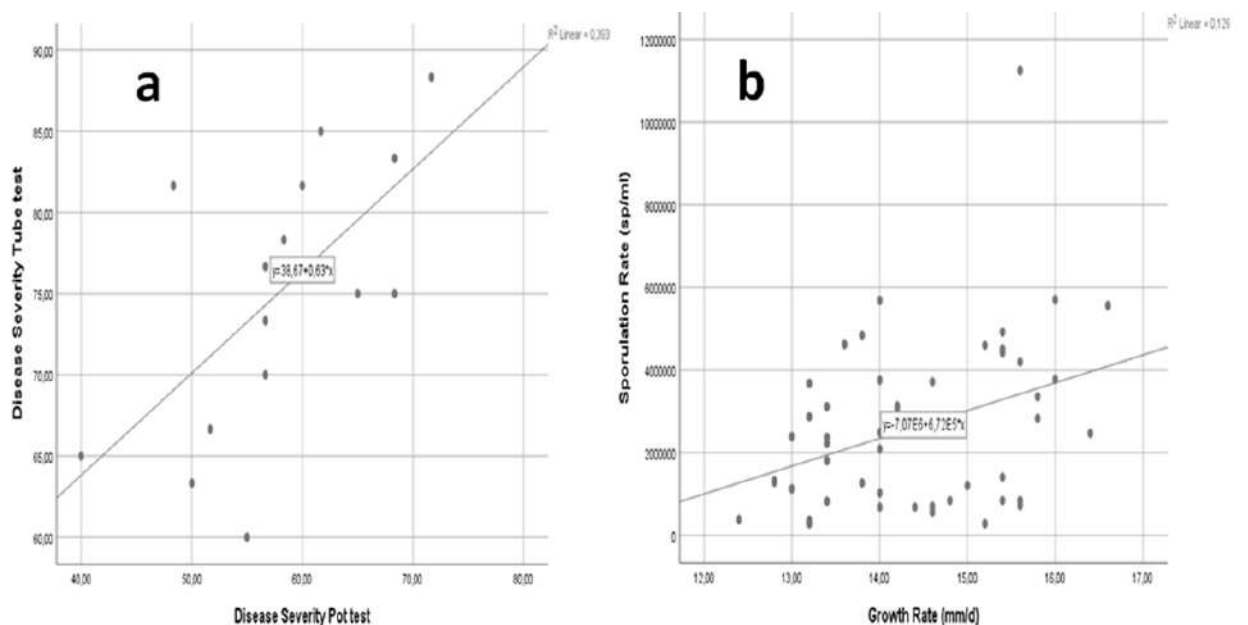 a
R² Linear = 0,393
90,00
85,00
80,00
75,00
70,00
65,00
60,00
Disease Severity Tube test
y=38,67+0,63*x
40,00 50,00 60,00 70,00 80,00
Disease Severity Pot test
b
R² Linear = 0,126
12000000
10000000
8000000
6000000
4000000
2000000
0
Sporulation Rate (sp/ml)
y=-7,07E6+6,72E5*x
12,00 13,00 14,00 15,00 16,00 17,00
Growth Rate (mm/d)